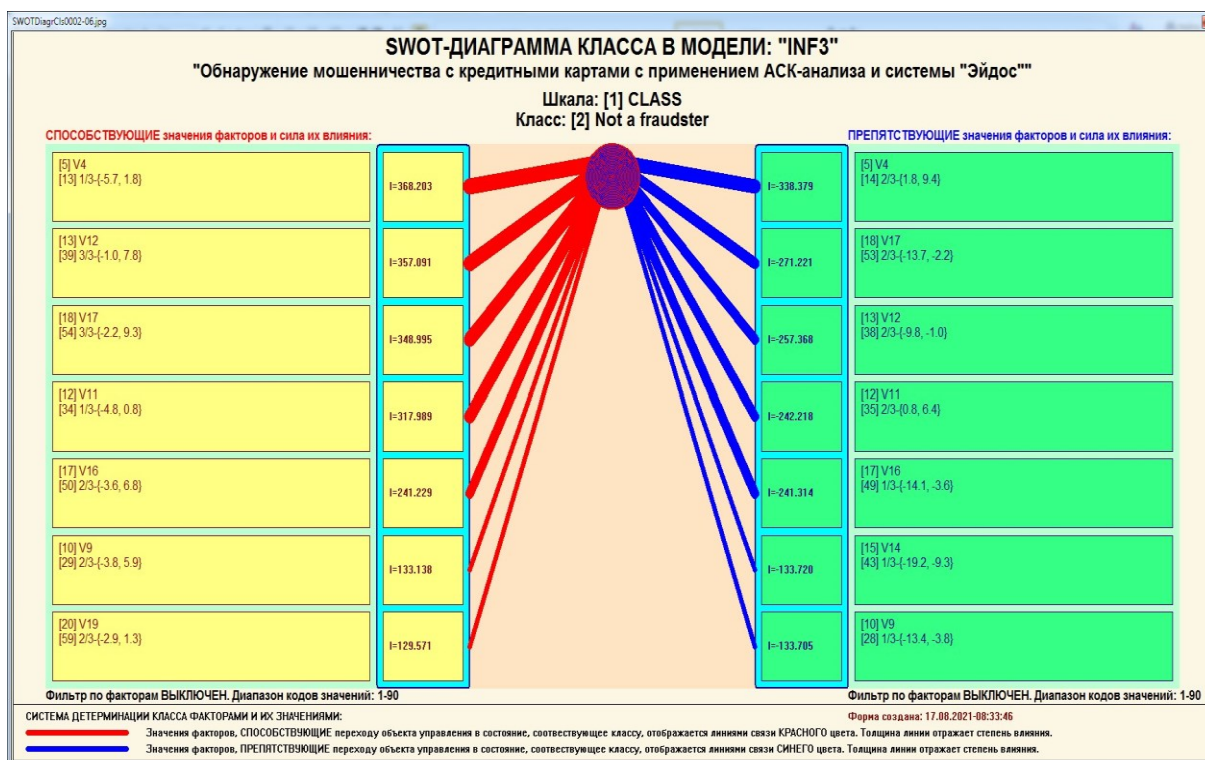 SWOTDiagrCls0002-06.jpg
SWOT-ДИАГРАММА КЛАССА В МОДЕЛИ: "INF3"
"Обнаружение мошенничества с кредитными картами с применением АСК-анализа и системы "Эйдос""
Шкала: [1] CLASS
Класс: [2] Not a fraudster
СПОСОБСТВУЮЩИЕ значения факторов и сила их влияния:
[5] V4
[13] 1/3-{-5.7, 1.8}
I=368.203
[13] V12
[39] 3/3-{-1.0, 7.8}
I=357.091
[18] V17
[54] 3/3-{-2.2, 9.3}
I=348.995
[12] V11
[34] 1/3-{-4.8, 0.8}
I=317.989
[17] V16
[50] 2/3-{-3.6, 6.8}
I=241.229
[10] V9
[29] 2/3-{-3.8, 5.9}
I=133.138
[20] V19
[59] 2/3-{-2.9, 1.3}
I=129.571
Фильтр по факторам ВЫКЛЮЧЕН. Диапазон кодов значений: 1-90
ПРЕПЯТСТВУЮЩИЕ значения факторов и сила их влияния:
I=-338.379
[5] V4
[14] 2/3-{1.8, 9.4}
I=-271.221
[18] V17
[53] 2/3-{-13.7, -2.2}
I=-257.368
[13] V12
[38] 2/3-{-9.8, -1.0}
I=-242.218
[12] V11
[35] 2/3-{0.8, 6.4}
I=-241.314
[17] V16
[49] 1/3-{-14.1, -3.6}
I=-133.720
[15] V14
[43] 1/3-{-19.2, -9.3}
I=-133.705
[10] V9
[28] 1/3-{-13.4, -3.8}
Фильтр по факторам ВЫКЛЮЧЕН. Диапазон кодов значений: 1-90
СИСТЕМА ДЕТЕРМИНАЦИИ КЛАССА ФАКТОРАМИ И ИХ ЗНАЧЕНИЯМИ:
Форма создана: 17.08.2021-08:33:46
Значения факторов, СПОСОБСТВУЮЩИЕ переходу объекта управления в состояние, соотвествующее классу, отображается линиями связи КРАСНОГО цвета. Толщина линии отражает степень влияния.
Значения факторов, ПРЕПЯТСТВУЮЩИЕ переходу объекта управления в состояние, соотвествующее классу, отображается линиями связи СИНЕГО цвета. Толщина линии отражает степень влияния.